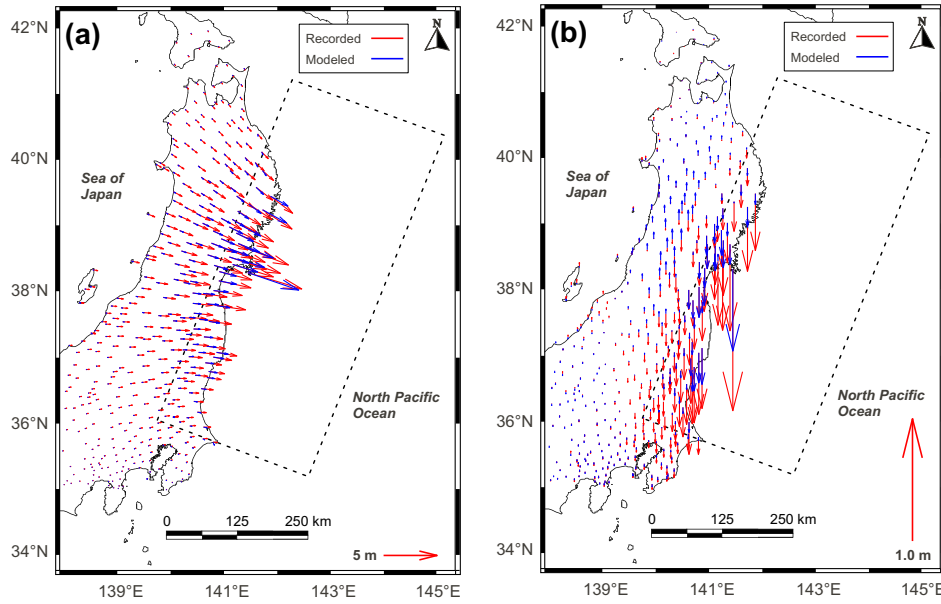 (a)
Recorded
Modeled
N
42°N
40°N
38°N
36°N
34°N
Sea of
Japan
North Pacific
Ocean
0 125 250 km
5 m
139°E 141°E 143°E 145°E
(b)
Recorded
Modeled
N
42°N
40°N
38°N
36°N
34°N
Sea of
Japan
North Pacific
Ocean
0 125 250 km
1.0 m
139°E 141°E 143°E 145°E